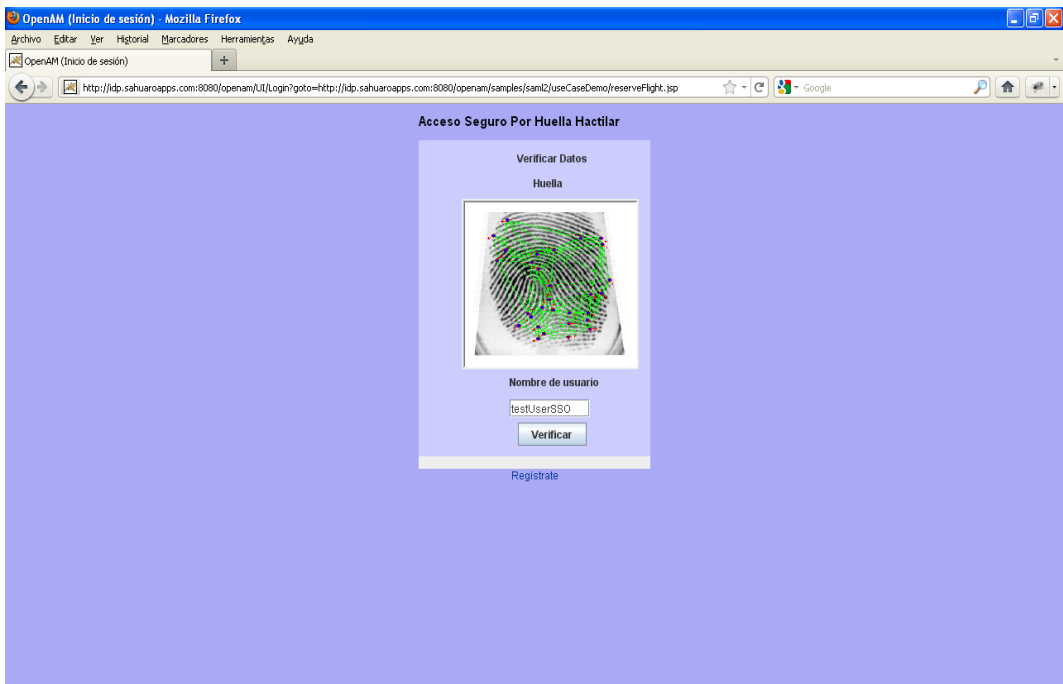 OpenAM (Inicio de sesión) - Mozilla Firefox
Archivo Editar Ver Historial Marcadores Herramientas Ayuda
OpenAM (Inicio de sesión)
http://idp.sahuaroapps.com:8080/openam/UI/Login?goto=http://idp.sahuaroapps.com:8080/openam/samples/saml2/useCaseDemo/reserveFlight.jsp
Google
Acceso Seguro Por Huella Hactilar
Verificar Datos
Huella
Nombre de usuario
testUserSSO
Verificar
Registrate